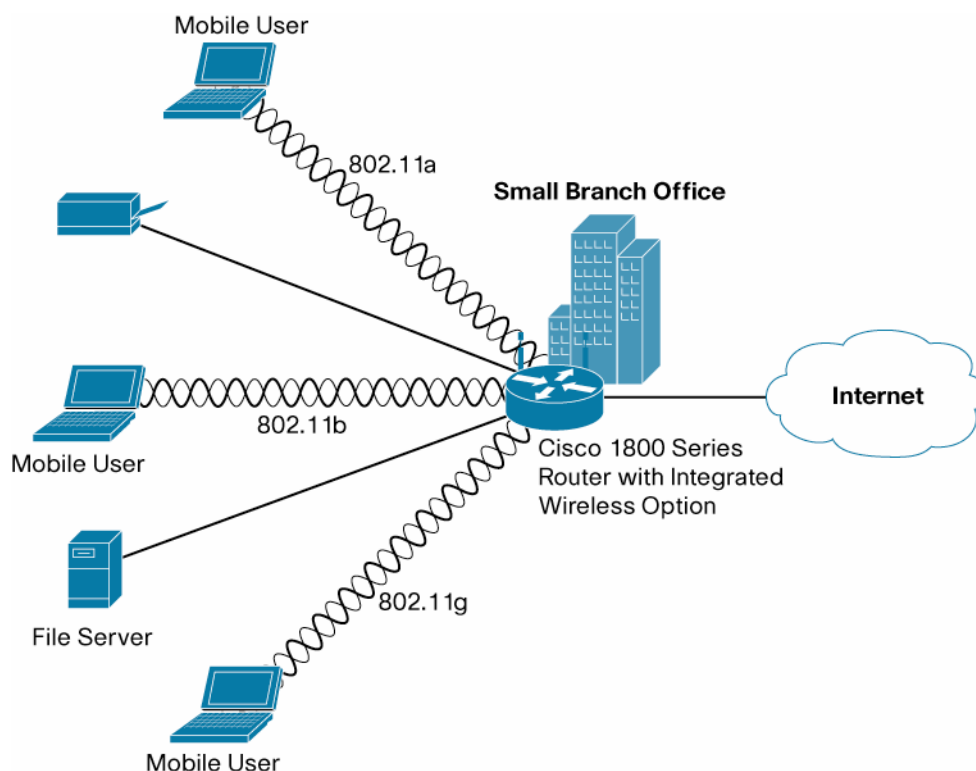 Mobile User
802.11a
Small Branch Office
Internet
802.11b
Mobile User
Cisco 1800 Series
Router with Integrated
Wireless Option
802.11g
File Server
Mobile User